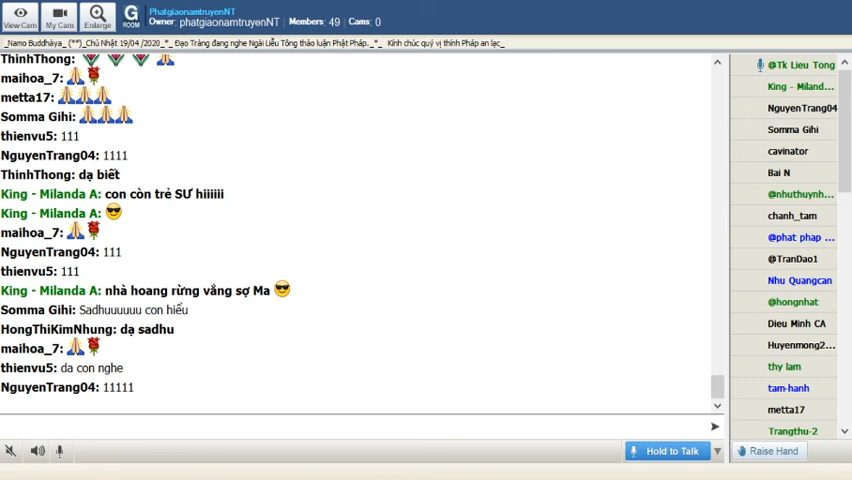 View Cam
My Cam
Enlarge
G
ROOM
PhatgiaonamtruyenNT
Owner: phatgiaonamtruyenNT Members: 49 Cams: 0
_Namo Buddhàya_ (**)_Chủ Nhật 19/04 /2020_*_ Đạo Tràng đang nghe Ngài Liễu Tông thảo luận Phật Pháp._*_ Kính chúc quý vị thính Pháp an lạc_
ThinhThong:
maihoa_7:
metta17:
Somma Gihi:
thienvu5: 111
NguyenTrang04: 1111
ThinhThong: dạ biết
King - Milanda A: con còn trẻ SƯ hiiiiii
King - Milanda A:
maihoa_7:
NguyenTrang04: 111
thienvu5: 111
King - Milanda A: nhà hoang rừng vắng sợ Ma
Somma Gihi: Sadhuuuuuu con hiểu
HongThiKimNhung: dạ sadhu
maihoa_7:
thienvu5: da con nghe
NguyenTrang04: 11111
Hold to Talk
@Tk Lieu Tong
King - Miland...
NguyenTrang04
Somma Gihi
cavinator
Bai N
@nhuthuynh...
chanh_tam
@phat phap ...
@TranDao1
Nhu Quangcan
@hongnhat
Dieu Minh CA
Huyenmong2...
thy lam
tam-hanh
metta17
Trangthu-2
Raise Hand